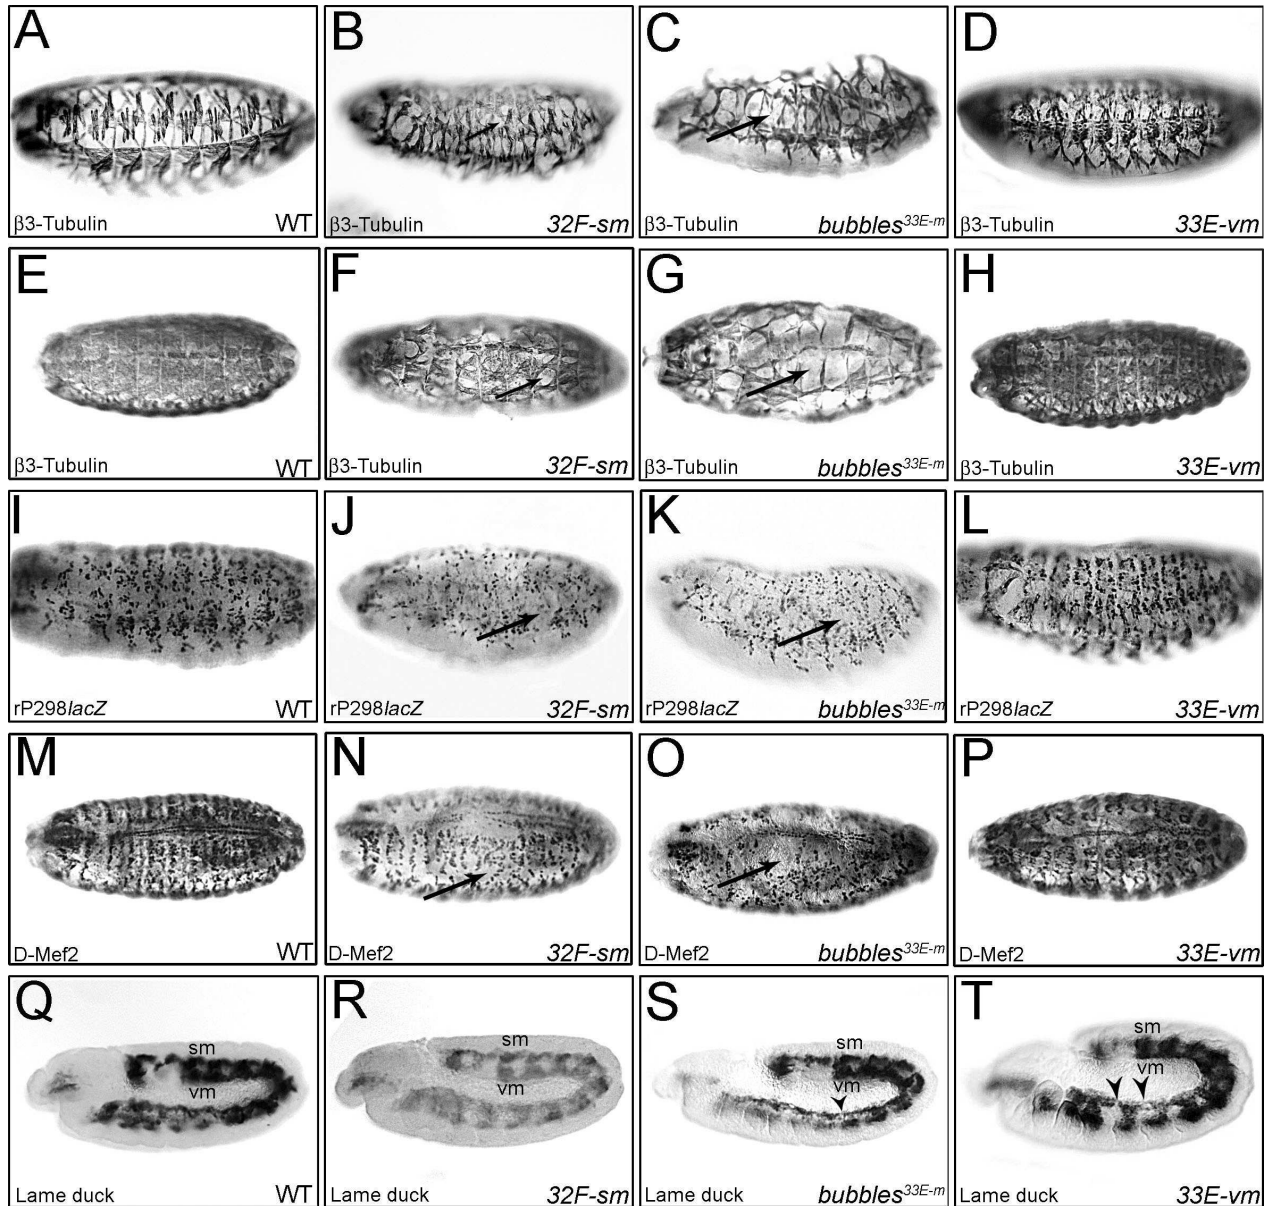 A B C D
β3-Tubulin WT β3-Tubulin 32F-sm β3-Tubulin bubbles33E-m β3-Tubulin 33E-vm
E F G H
β3-Tubulin WT β3-Tubulin 32F-sm β3-Tubulin bubbles33E-m β3-Tubulin 33E-vm
I J K L
rP298lacZ WT rP298lacZ 32F-sm rP298lacZ bubbles33E-m rP298lacZ 33E-vm
M N O P
D-Mef2 WT D-Mef2 32F-sm D-Mef2 bubbles33E-m D-Mef2 33E-vm
Q R S T
sm sm sm sm
vm vm vm vm
Lame duck WT Lame duck 32F-sm Lame duck bubbles33E-m Lame duck 33E-vm